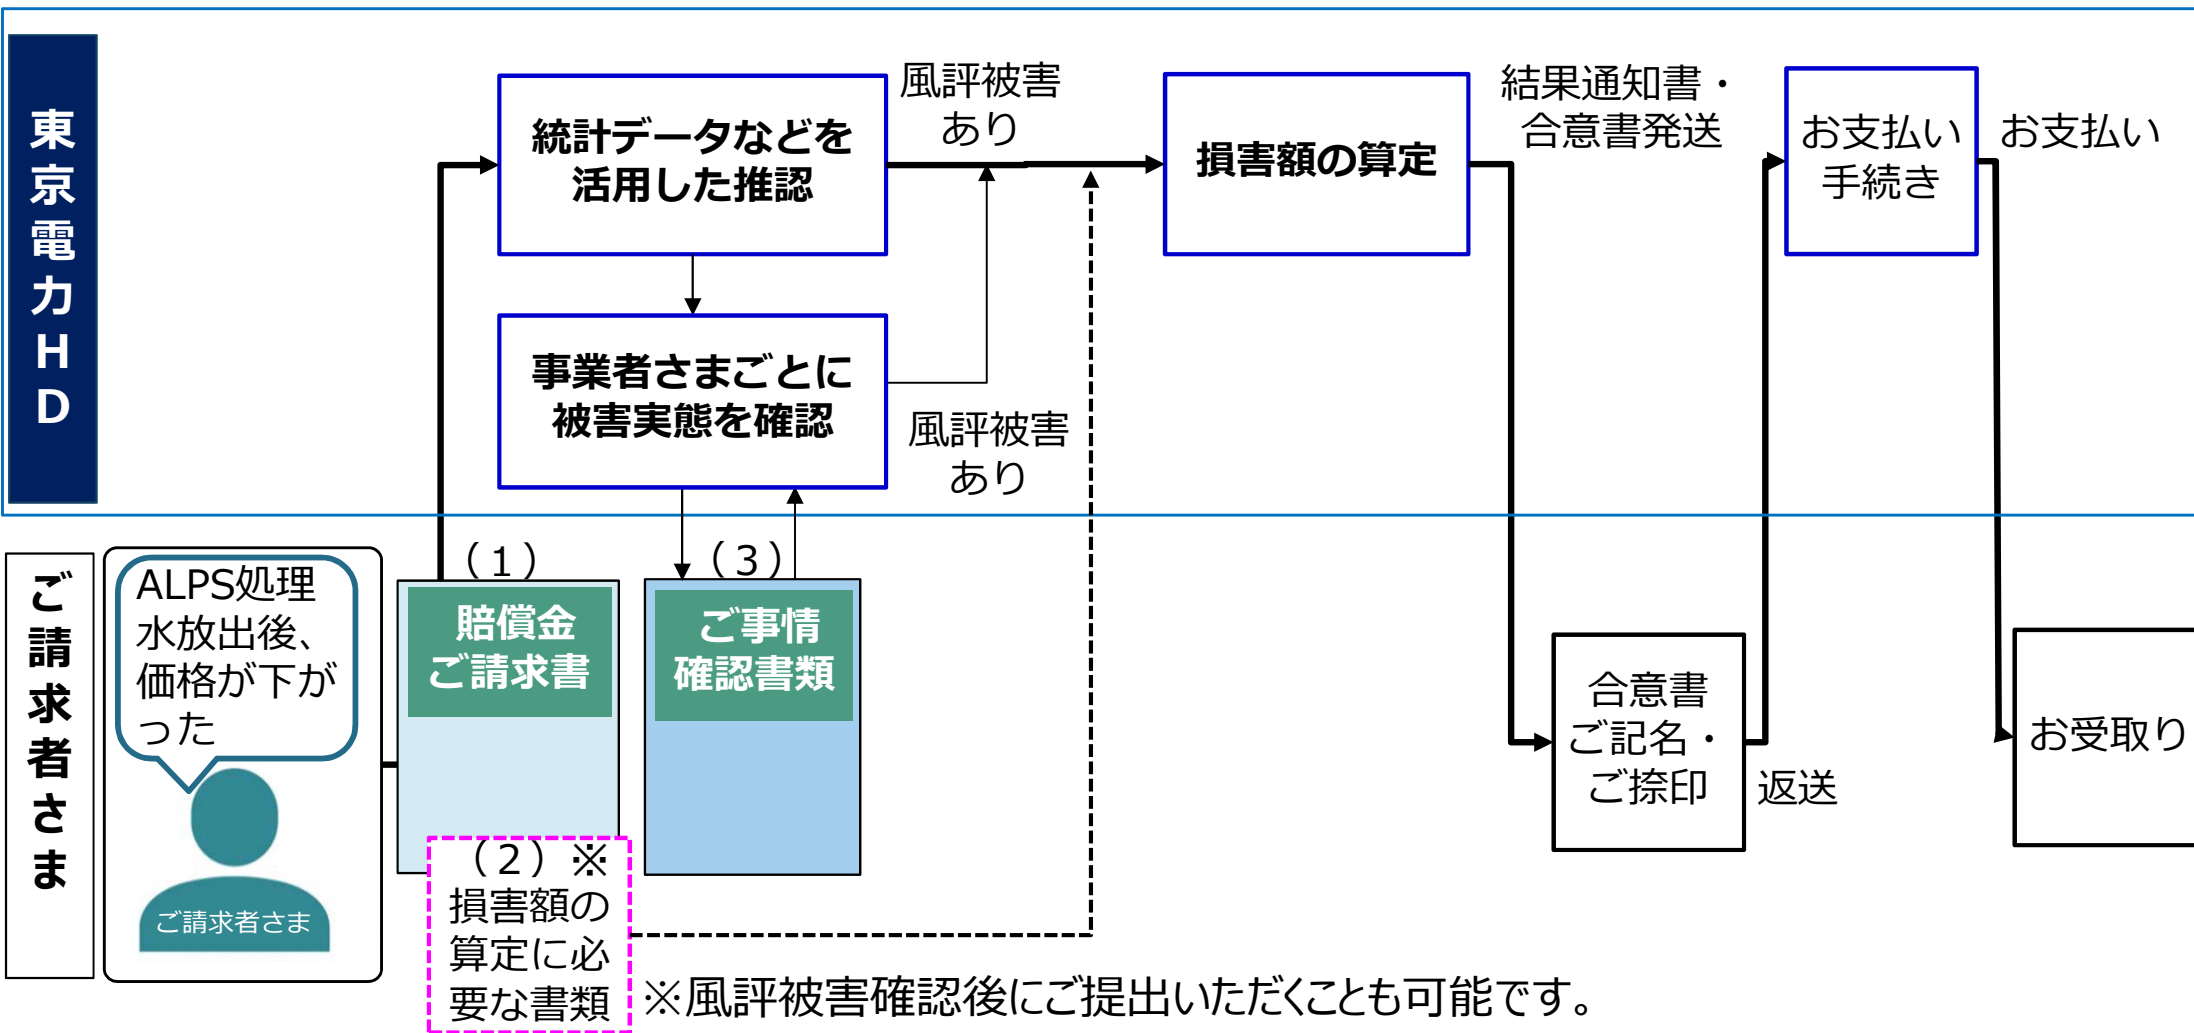 東京電力HD
統計データなどを
活用した推認
風評被害
あり
損害額の算定
結果通知書・
合意書発送
お支払い
手続き
お支払い
事業者さまごとに
被害実態を確認
風評被害
あり
ご請求者さま
ALPS処理
水放出後、
価格が下が
った
ご請求者さま
（1）
賠償金
ご請求書
（2）※
損害額の
算定に必
要な書類
（3）
ご事情
確認書類
合意書
ご記名・
ご捺印
返送
お受取り
※風評被害確認後にご提出いただくことも可能です。